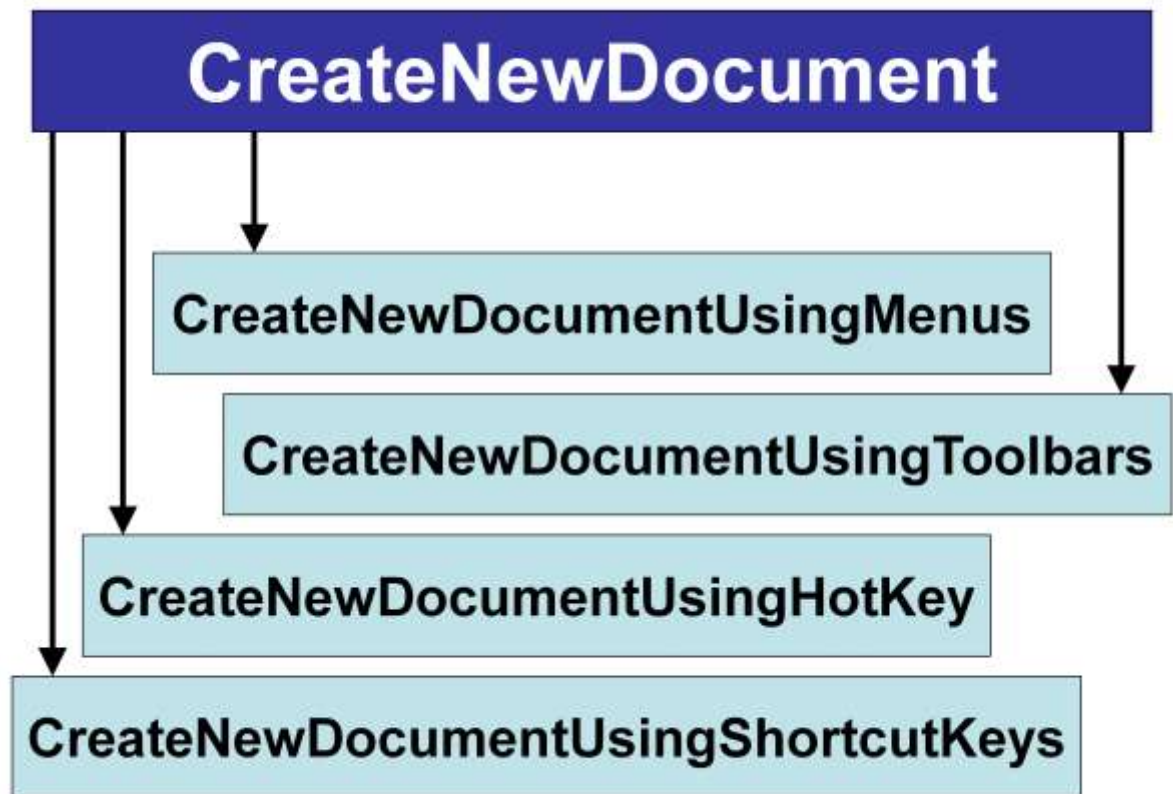 CreateNewDocument
CreateNewDocumentUsingMenus
CreateNewDocumentUsingToolbars
CreateNewDocumentUsingHotKey
CreateNewDocumentUsingShortcutKeys